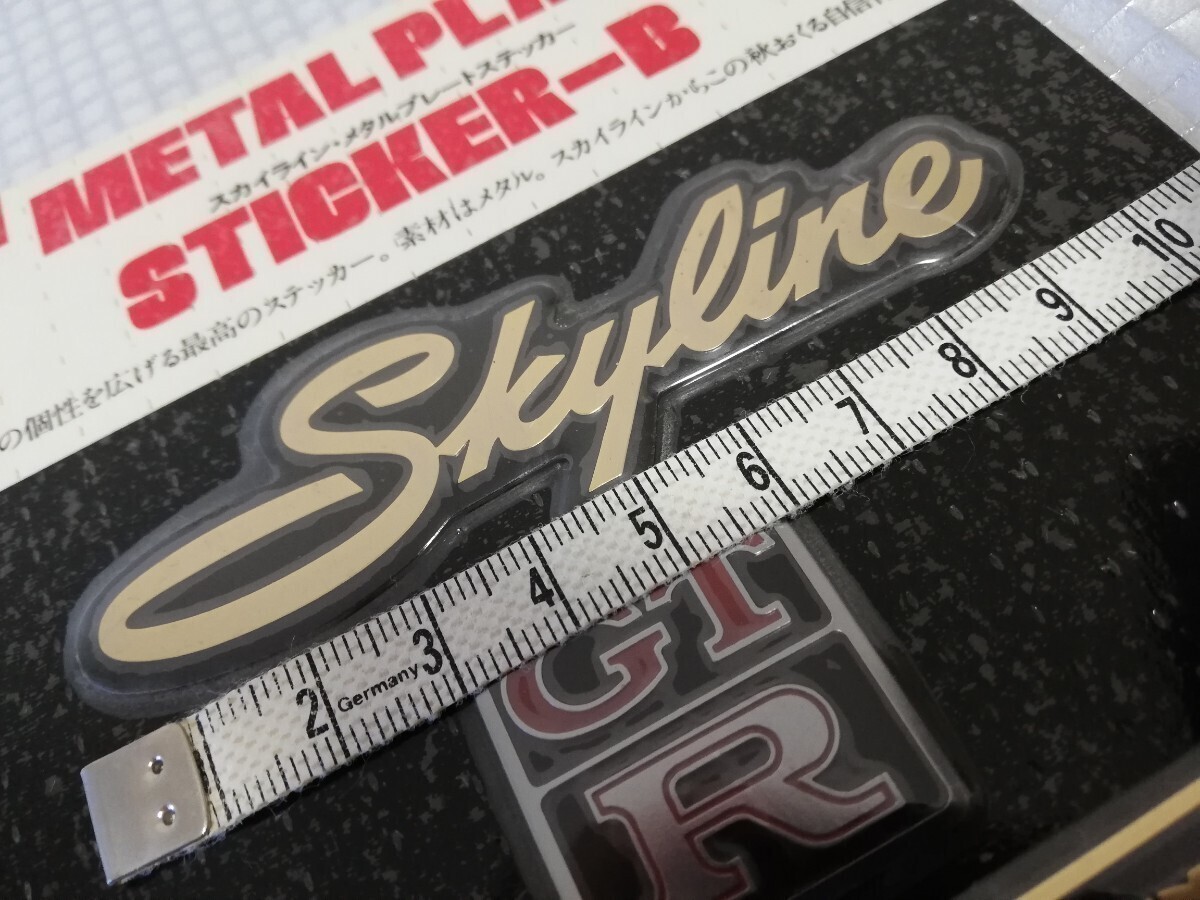 METAL PL
スカイライン・メタルプレートステッカー
STICKER-B
の個性を広げる最高のステッカー。素材はメタル。スカイラインからこの秋おくる自信
Skyline
GT
R
2 3 4 5 6 7 8 9 10
Germany